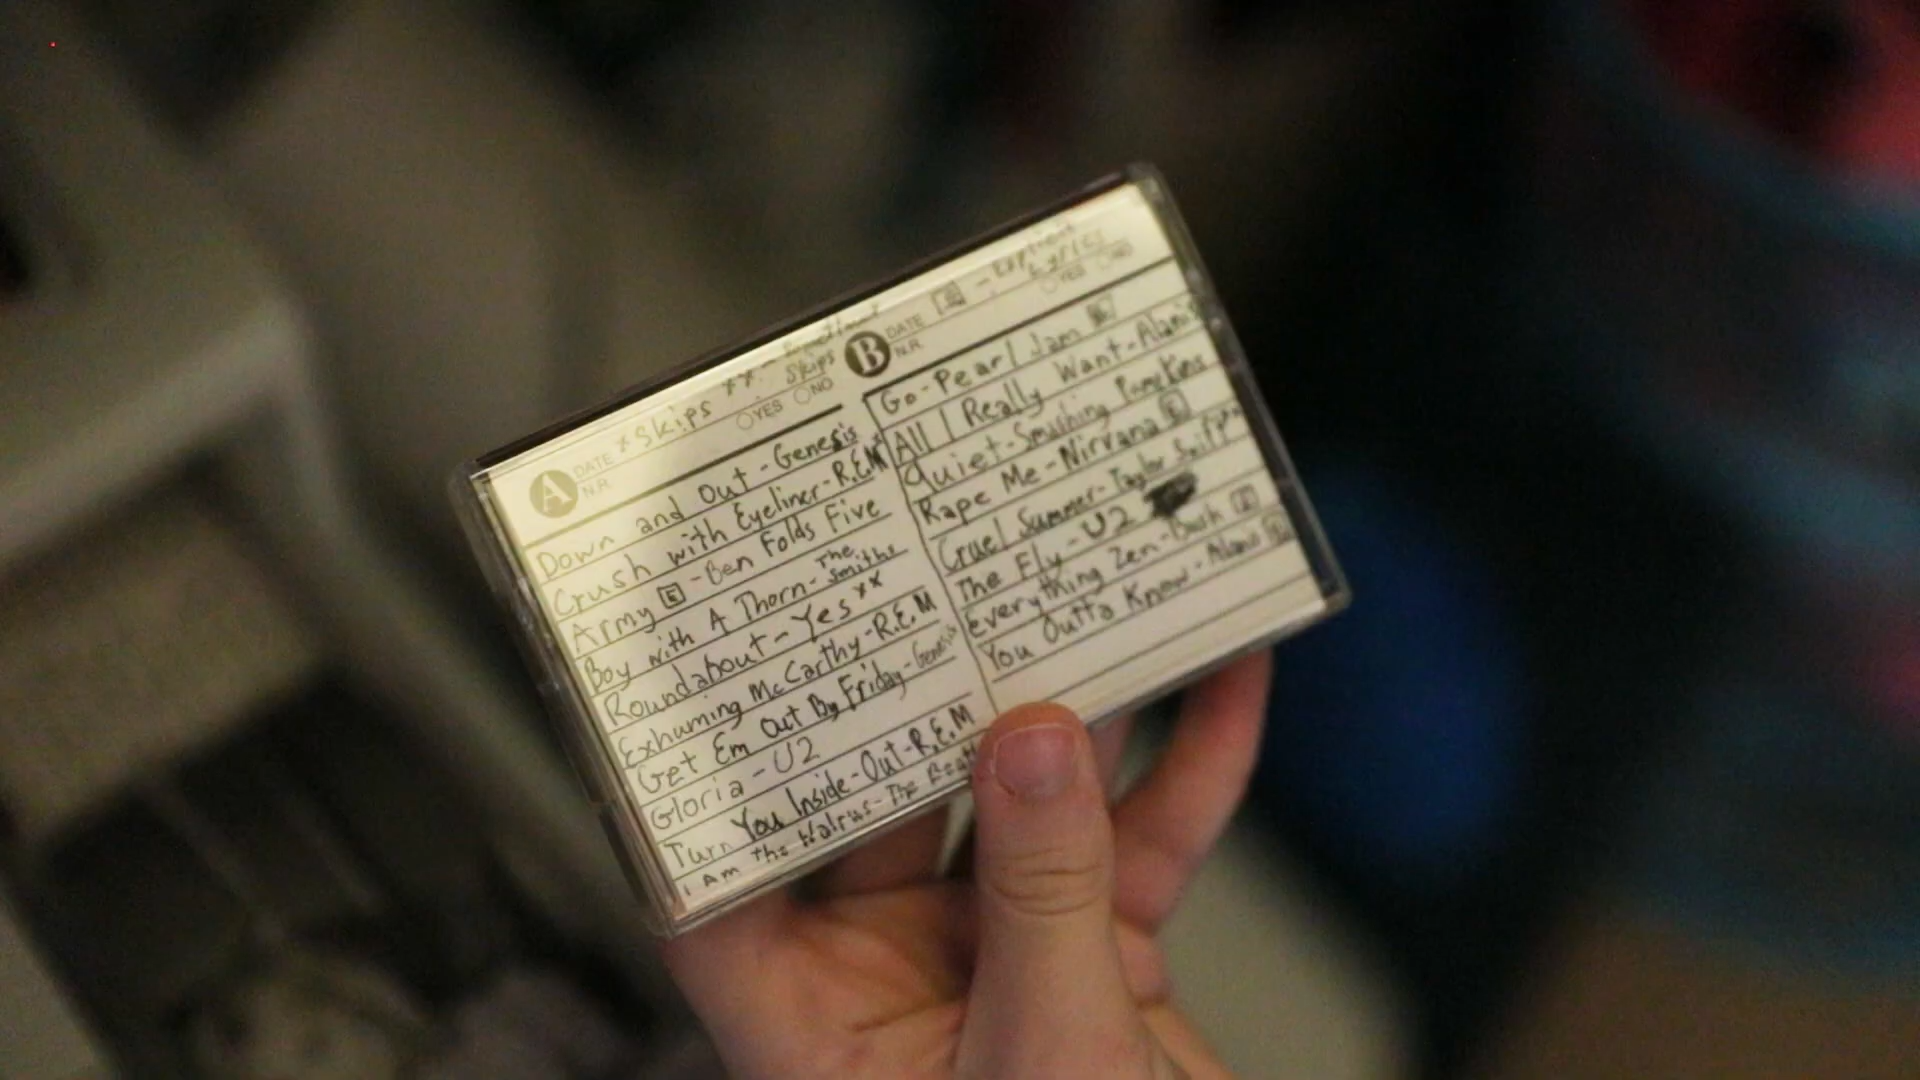 A DATE N.R. * Skips **- Skips
YES NO
Down and Out - Genesis
Crush with Eyeliner - R.E.M*
Army E - Ben Folds Five
Boy with A Thorn - The Smiths
Roundabout - Yes**
Exhuming McCarthy - R.E.M
Get Em Out By Friday - Genesis
Gloria - U2
Turn You Inside-Out - R.E.M
I Am the Walrus - The Beatl
B DATE N.R. E - Explicit Lyrics
YES NO
Go - Pearl Jam E
All I Really Want - Alanis
Quiet - Smashing Pumpkins
Rape Me - Nirvana E
Cruel Summer - Taylor Swift**
The Fly - U2
Everything Zen - Bush E
You Outta Know - Alanis E